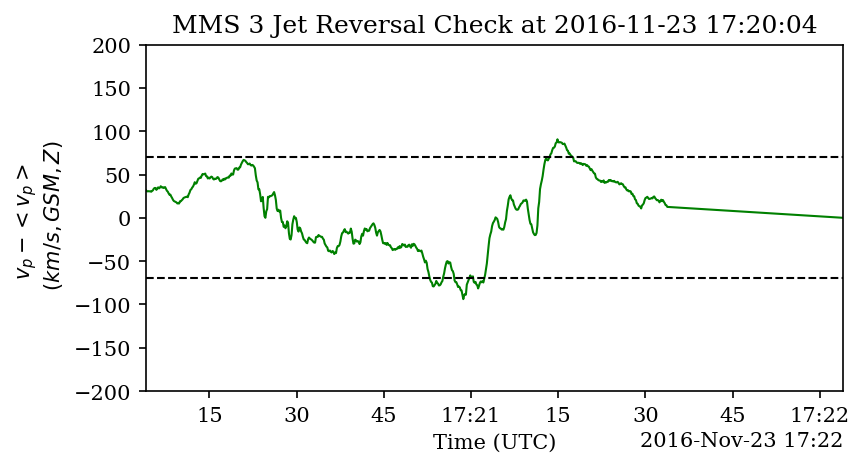 MMS 3 Jet Reversal Check at 2016-11-23 17:20:04
200
150
100
50
0
−50
−100
−150
−200
v_p − < v_p >
(km/s, GSM, Z)
15 30 45 17:21 15 30 45 17:22
Time (UTC)
2016-Nov-23 17:22